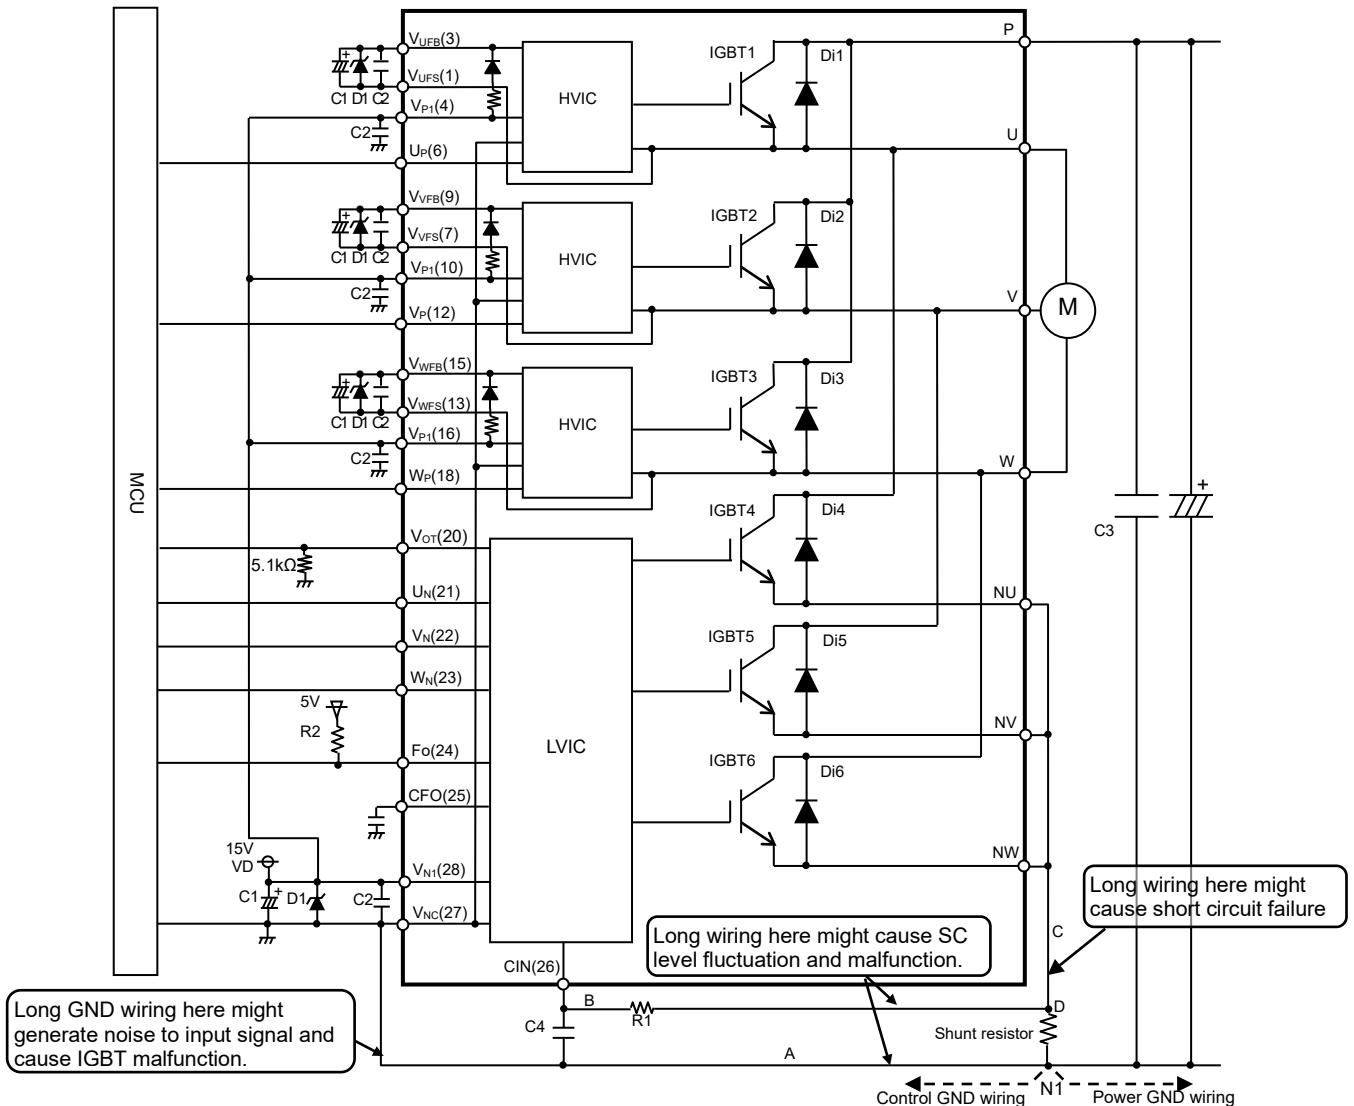 VUFB(3)
P
IGBT1
Di1
VUFS(1)
C1 D1 C2
HVIC
VP1(4)
C2
U
UP(6)
VVFB(9)
IGBT2
Di2
VVFS(7)
C1 D1 C2
HVIC
VP1(10)
C2
V
M
VP(12)
VWFB(15)
IGBT3
Di3
VWFS(13)
C1 D1 C2
HVIC
VP1(16)
C2
W
MCU
WP(18)
IGBT4
Di4
+
C3
VOT(20)
5.1kΩ
UN(21)
NU
IGBT5
Di5
VN(22)
WN(23)
5V
R2
NV
LVIC
Fo(24)
IGBT6
Di6
CFO(25)
15V
VD
NW
VN1(28)
C1
+
D1
C2
Long wiring here might
cause short circuit failure
VNC(27)
Long wiring here might cause SC
level fluctuation and malfunction.
C
CIN(26)
Long GND wiring here might
generate noise to input signal and
cause IGBT malfunction.
B
R1
D
C4
Shunt resistor
A
N1
Control GND wiring
Power GND wiring